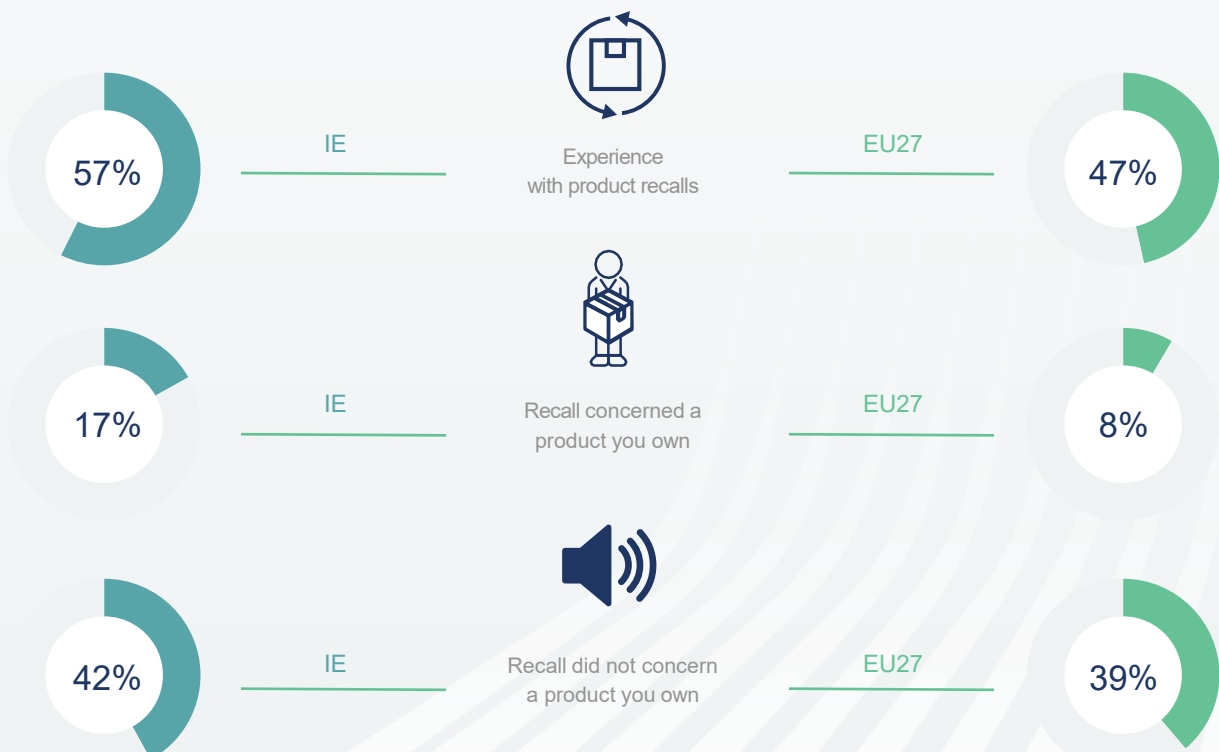 57%
IE
Experience
with product recalls
EU27
47%
17%
IE
Recall concerned a
product you own
EU27
8%
42%
IE
Recall did not concern
a product you own
EU27
39%